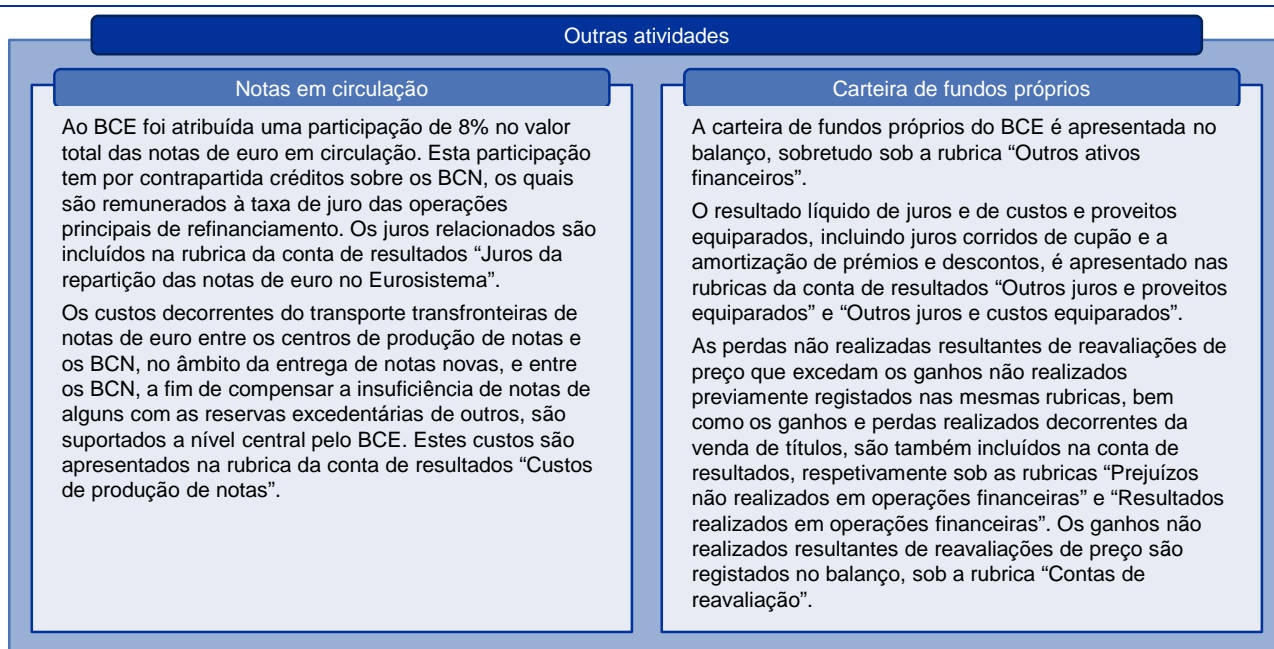 Outras atividades
Notas em circulação
Ao BCE foi atribuída uma participação de 8% no valor
total das notas de euro em circulação. Esta participação
tem por contrapartida créditos sobre os BCN, os quais
são remunerados à taxa de juro das operações
principais de refinanciamento. Os juros relacionados são
incluídos na rubrica da conta de resultados “Juros da
repartição das notas de euro no Eurosistema”.
Os custos decorrentes do transporte transfronteiras de
notas de euro entre os centros de produção de notas e
os BCN, no âmbito da entrega de notas novas, e entre
os BCN, a fim de compensar a insuficiência de notas de
alguns com as reservas excedentárias de outros, são
suportados a nível central pelo BCE. Estes custos são
apresentados na rubrica da conta de resultados “Custos
de produção de notas”.
Carteira de fundos próprios
A carteira de fundos próprios do BCE é apresentada no
balanço, sobretudo sob a rubrica “Outros ativos
financeiros”.
O resultado líquido de juros e de custos e proveitos
equiparados, incluindo juros corridos de cupão e a
amortização de prémios e descontos, é apresentado nas
rubricas da conta de resultados “Outros juros e proveitos
equiparados” e “Outros juros e custos equiparados”.
As perdas não realizadas resultantes de reavaliações de
preço que excedam os ganhos não realizados
previamente registados nas mesmas rubricas, bem
como os ganhos e perdas realizados decorrentes da
venda de títulos, são também incluídos na conta de
resultados, respetivamente sob as rubricas “Prejuízos
não realizados em operações financeiras” e “Resultados
realizados em operações financeiras”. Os ganhos não
realizados resultantes de reavaliações de preço são
registados no balanço, sob a rubrica “Contas de
reavaliação”.